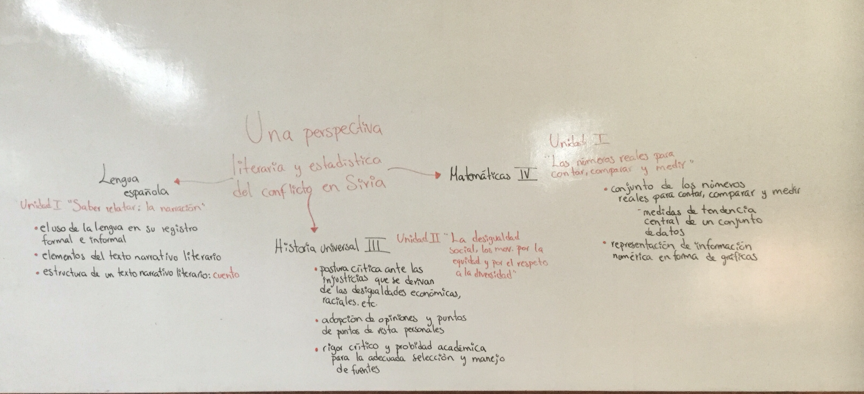 Una perspectiva
literaria y estadística
del conflicto en Siria
Lengua
española
Unidad I "Saber relatar: la narración"
• el uso de la lengua en su registro
formal e informal
• elementos del texto narrativo literario
• estructura de un texto narrativo literario: cuento
Historia universal III
Unidad II "La desigualdad
social: los mov. por la
equidad y por el respeto
a la diversidad"
• postura crítica ante las
injusticias que se derivan
de las desigualdades económicas,
raciales, etc
• adopción de opiniones y puntos
de puntos de vista personales
• rigor crítico y probidad académica
para la adecuada selección y manejo
de fuentes
Matemáticas IV
Unidad I
"Los números reales para
contar, comparar y medir"
• conjunto de los números
reales para contar, comparar y medir
- medidas de tendencia
central de un conjunto
de datos
• representación de información
numérica en forma de gráficas